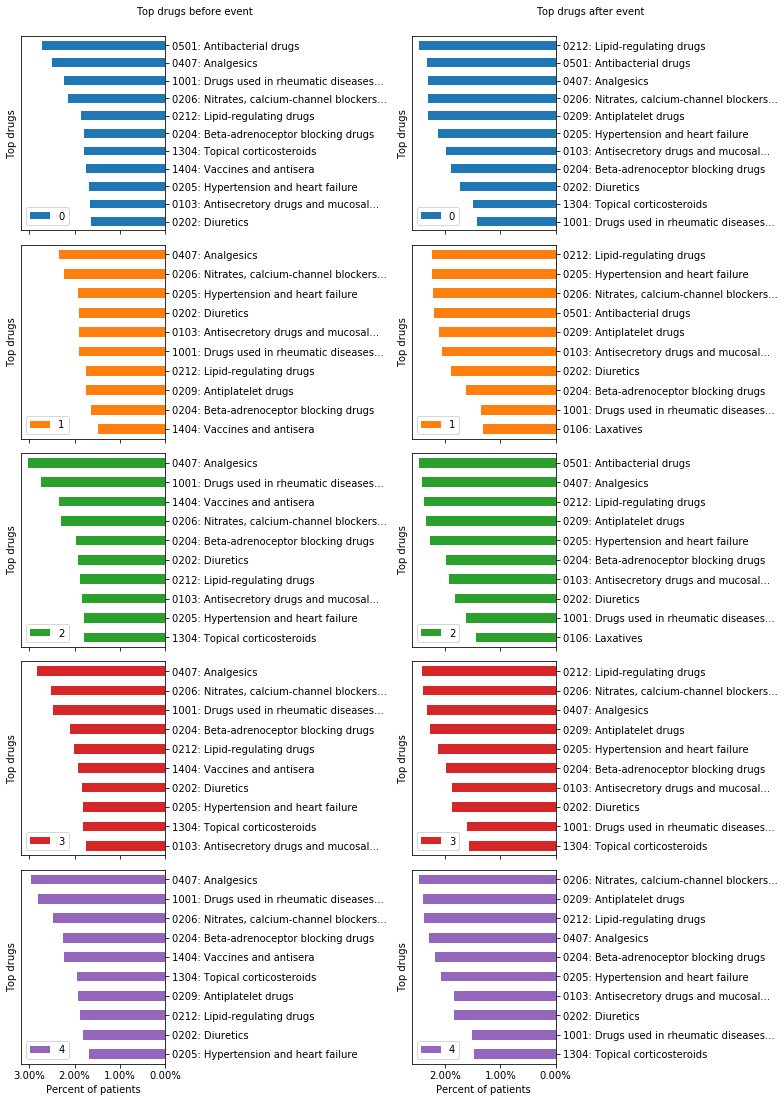 Top drugs before event
Top drugs
0501: Antibacterial drugs
0407: Analgesics
1001: Drugs used in rheumatic diseases...
0206: Nitrates, calcium-channel blockers...
0212: Lipid-regulating drugs
0204: Beta-adrenoceptor blocking drugs
1304: Topical corticosteroids
1404: Vaccines and antisera
0205: Hypertension and heart failure
0103: Antisecretory drugs and mucosal...
0202: Diuretics
0
Top drugs
0407: Analgesics
0206: Nitrates, calcium-channel blockers...
0205: Hypertension and heart failure
0202: Diuretics
0103: Antisecretory drugs and mucosal...
1001: Drugs used in rheumatic diseases...
0212: Lipid-regulating drugs
0209: Antiplatelet drugs
0204: Beta-adrenoceptor blocking drugs
1404: Vaccines and antisera
1
Top drugs
0407: Analgesics
1001: Drugs used in rheumatic diseases...
1404: Vaccines and antisera
0206: Nitrates, calcium-channel blockers...
0204: Beta-adrenoceptor blocking drugs
0202: Diuretics
0212: Lipid-regulating drugs
0103: Antisecretory drugs and mucosal...
0205: Hypertension and heart failure
1304: Topical corticosteroids
2
Top drugs
0407: Analgesics
0206: Nitrates, calcium-channel blockers...
1001: Drugs used in rheumatic diseases...
0204: Beta-adrenoceptor blocking drugs
0212: Lipid-regulating drugs
1404: Vaccines and antisera
0202: Diuretics
0205: Hypertension and heart failure
1304: Topical corticosteroids
0103: Antisecretory drugs and mucosal...
3
Top drugs
0407: Analgesics
1001: Drugs used in rheumatic diseases...
0206: Nitrates, calcium-channel blockers...
0204: Beta-adrenoceptor blocking drugs
1404: Vaccines and antisera
1304: Topical corticosteroids
0209: Antiplatelet drugs
0212: Lipid-regulating drugs
0202: Diuretics
0205: Hypertension and heart failure
4
3.00% 2.00% 1.00% 0.00%
Percent of patients
Top drugs after event
Top drugs
0212: Lipid-regulating drugs
0501: Antibacterial drugs
0407: Analgesics
0206: Nitrates, calcium-channel blockers...
0209: Antiplatelet drugs
0205: Hypertension and heart failure
0103: Antisecretory drugs and mucosal...
0204: Beta-adrenoceptor blocking drugs
0202: Diuretics
1304: Topical corticosteroids
1001: Drugs used in rheumatic diseases...
0
Top drugs
0212: Lipid-regulating drugs
0205: Hypertension and heart failure
0206: Nitrates, calcium-channel blockers...
0501: Antibacterial drugs
0209: Antiplatelet drugs
0103: Antisecretory drugs and mucosal...
0202: Diuretics
0204: Beta-adrenoceptor blocking drugs
1001: Drugs used in rheumatic diseases...
0106: Laxatives
1
Top drugs
0501: Antibacterial drugs
0407: Analgesics
0212: Lipid-regulating drugs
0209: Antiplatelet drugs
0205: Hypertension and heart failure
0204: Beta-adrenoceptor blocking drugs
0103: Antisecretory drugs and mucosal...
0202: Diuretics
1001: Drugs used in rheumatic diseases...
0106: Laxatives
2
Top drugs
0212: Lipid-regulating drugs
0206: Nitrates, calcium-channel blockers...
0407: Analgesics
0209: Antiplatelet drugs
0205: Hypertension and heart failure
0204: Beta-adrenoceptor blocking drugs
0103: Antisecretory drugs and mucosal...
0202: Diuretics
1001: Drugs used in rheumatic diseases...
1304: Topical corticosteroids
3
Top drugs
0206: Nitrates, calcium-channel blockers...
0209: Antiplatelet drugs
0212: Lipid-regulating drugs
0407: Analgesics
0204: Beta-adrenoceptor blocking drugs
0205: Hypertension and heart failure
0103: Antisecretory drugs and mucosal...
0202: Diuretics
1001: Drugs used in rheumatic diseases...
1304: Topical corticosteroids
4
2.00% 1.00% 0.00%
Percent of patients